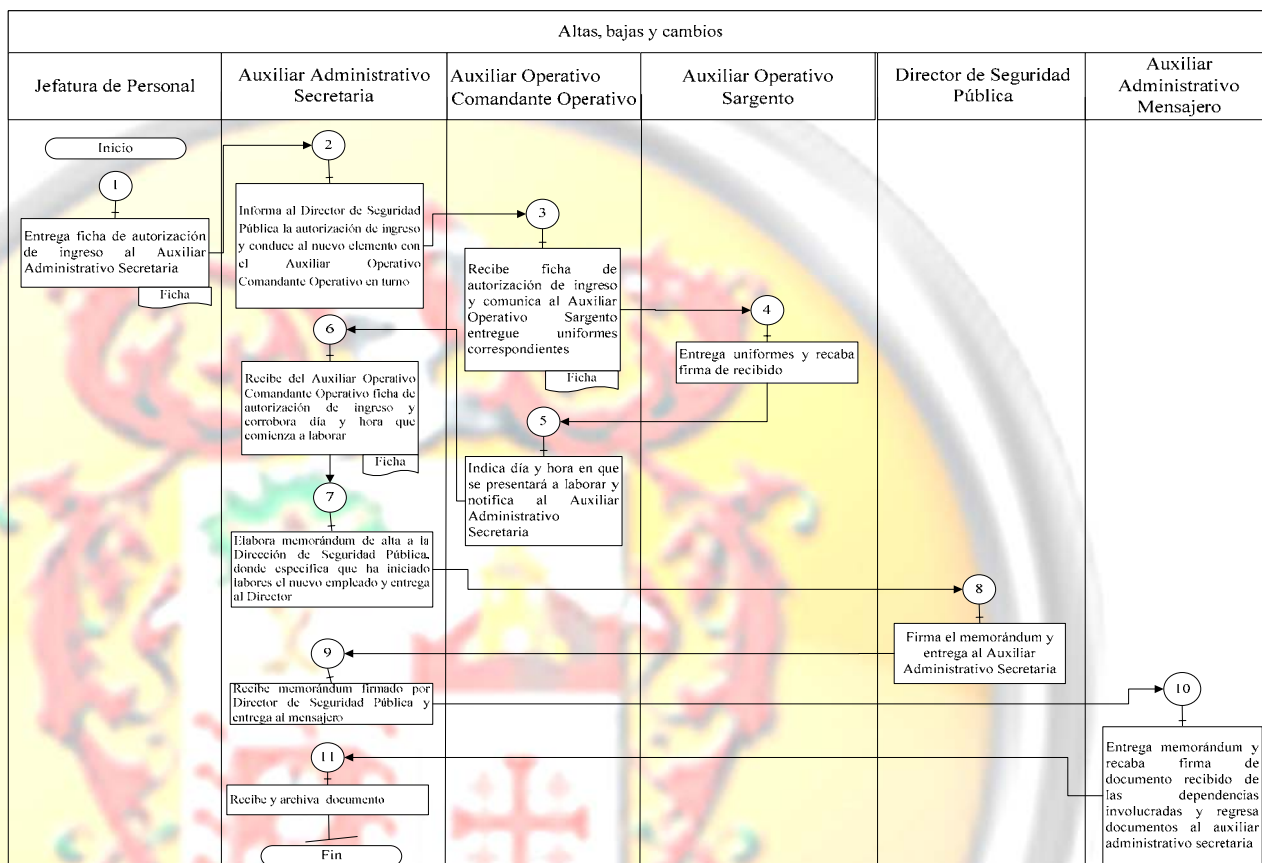 Altas, bajas y cambios
Jefatura de Personal
Auxiliar Administrativo
Secretaria
Auxiliar Operativo
Comandante Operativo
Auxiliar Operativo
Sargento
Director de Seguridad
Pública
Auxiliar
Administrativo
Mensajero
Inicio
1
Entrega ficha de autorización
de ingreso al Auxiliar
Administrativo Secretaria
Ficha
2
Informa al Director de Seguridad
Pública la autorización de ingreso
y conduce al nuevo elemento con
el Auxiliar Operativo
Comandante Operativo en turno
3
Recibe ficha de
autorización de ingreso
y comunica al Auxiliar
Operativo Sargento
entregue uniformes
correspondientes
Ficha
4
Entrega uniformes y recaba
firma de recibido
5
Indica día y hora en que
se presentará a laborar y
notifica al Auxiliar
Administrativo
Secretaria
6
Recibe del Auxiliar Operativo
Comandante Operativo ficha de
autorización de ingreso y
corrobora día y hora que
comienza a laborar
Ficha
7
Elabora memorándum de alta a la
Dirección de Seguridad Pública,
donde especifica que ha iniciado
labores el nuevo empleado y entrega
al Director
8
Firma el memorándum y
entrega al Auxiliar
Administrativo Secretaria
9
Recibe memorándum firmado por
Director de Seguridad Pública y
entrega al mensajero
10
Entrega memorándum y
recaba firma de
documento recibido de
las dependencias
involucradas y regresa
documentos al auxiliar
administrativo secretaria
11
Recibe y archiva documento
Fin